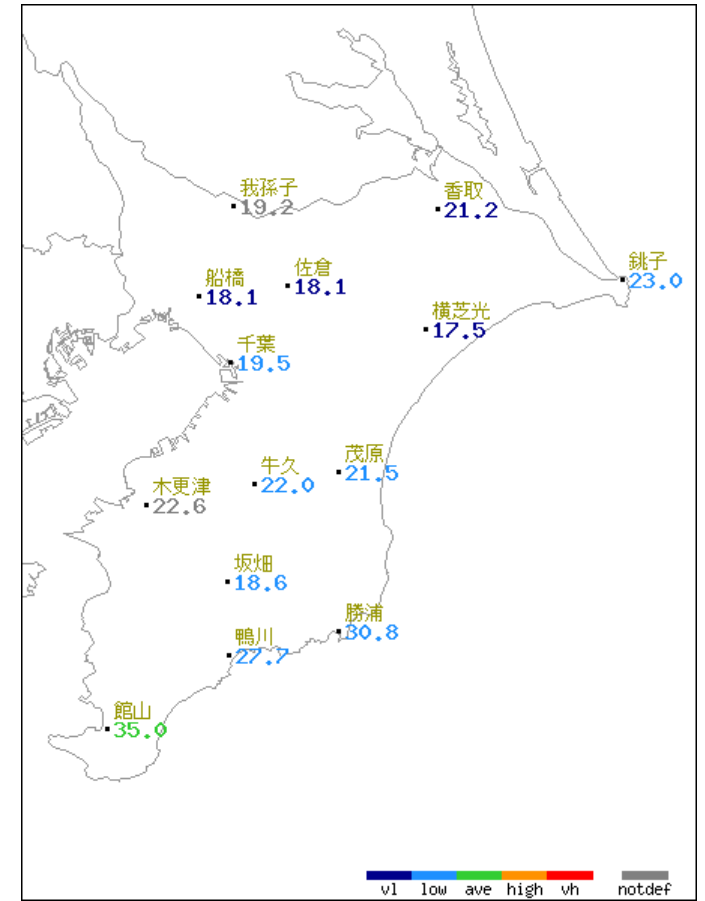 我孫子
19.2
香取
21.2
船橋
18.1
佐倉
18.1
銚子
23.0
横芝光
17.5
千葉
19.5
茂原
21.5
牛久
22.0
木更津
22.6
坂畑
18.6
勝浦
30.8
鴨川
27.7
館山
35.0
vl low ave high vh notdef